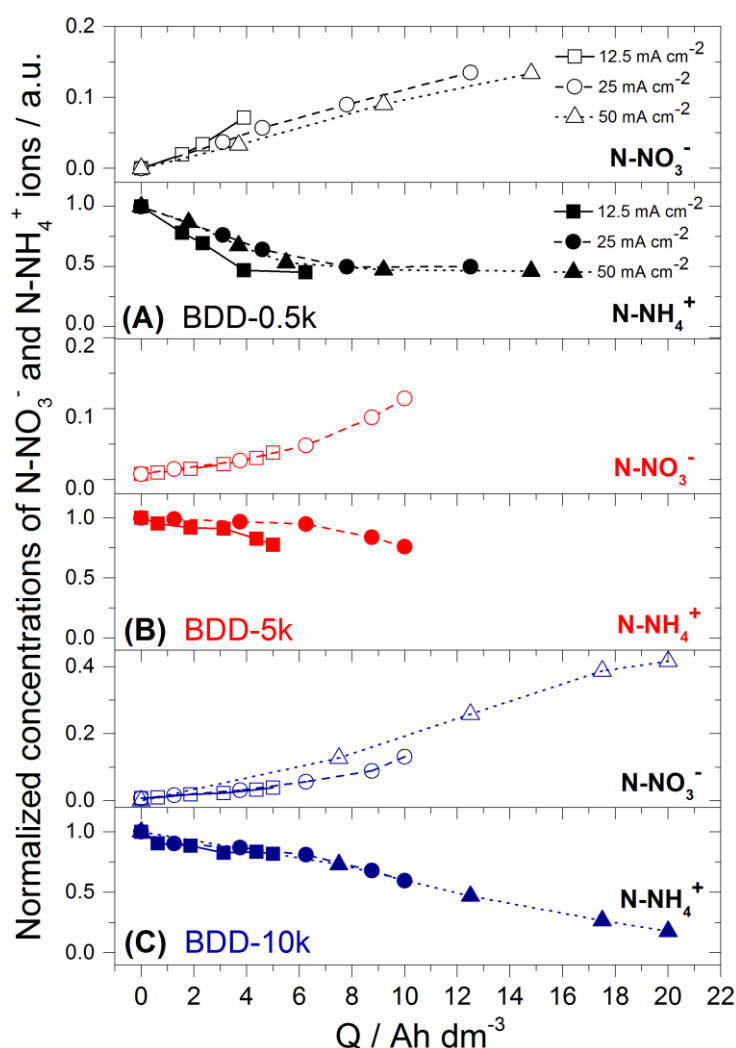 Normalized concentrations of N-NO₃⁻ and N-NH₄⁺ ions / a.u.
0.2
0.1
0.0
12.5 mA cm⁻²
25 mA cm⁻²
50 mA cm⁻²
N-NO₃⁻
1.0
0.5
1.0
12.5 mA cm⁻²
25 mA cm⁻²
50 mA cm⁻²
N-NH₄⁺
(A) BDD-0.5k
0.2
0.1
0.0
N-NO₃⁻
1.0
0.5
0.0
N-NH₄⁺
(B) BDD-5k
0.4
0.2
0.0
N-NO₃⁻
1.0
0.5
0.0
N-NH₄⁺
(C) BDD-10k
0 2 4 6 8 10 12 14 16 18 20 22
Q / Ah dm⁻³